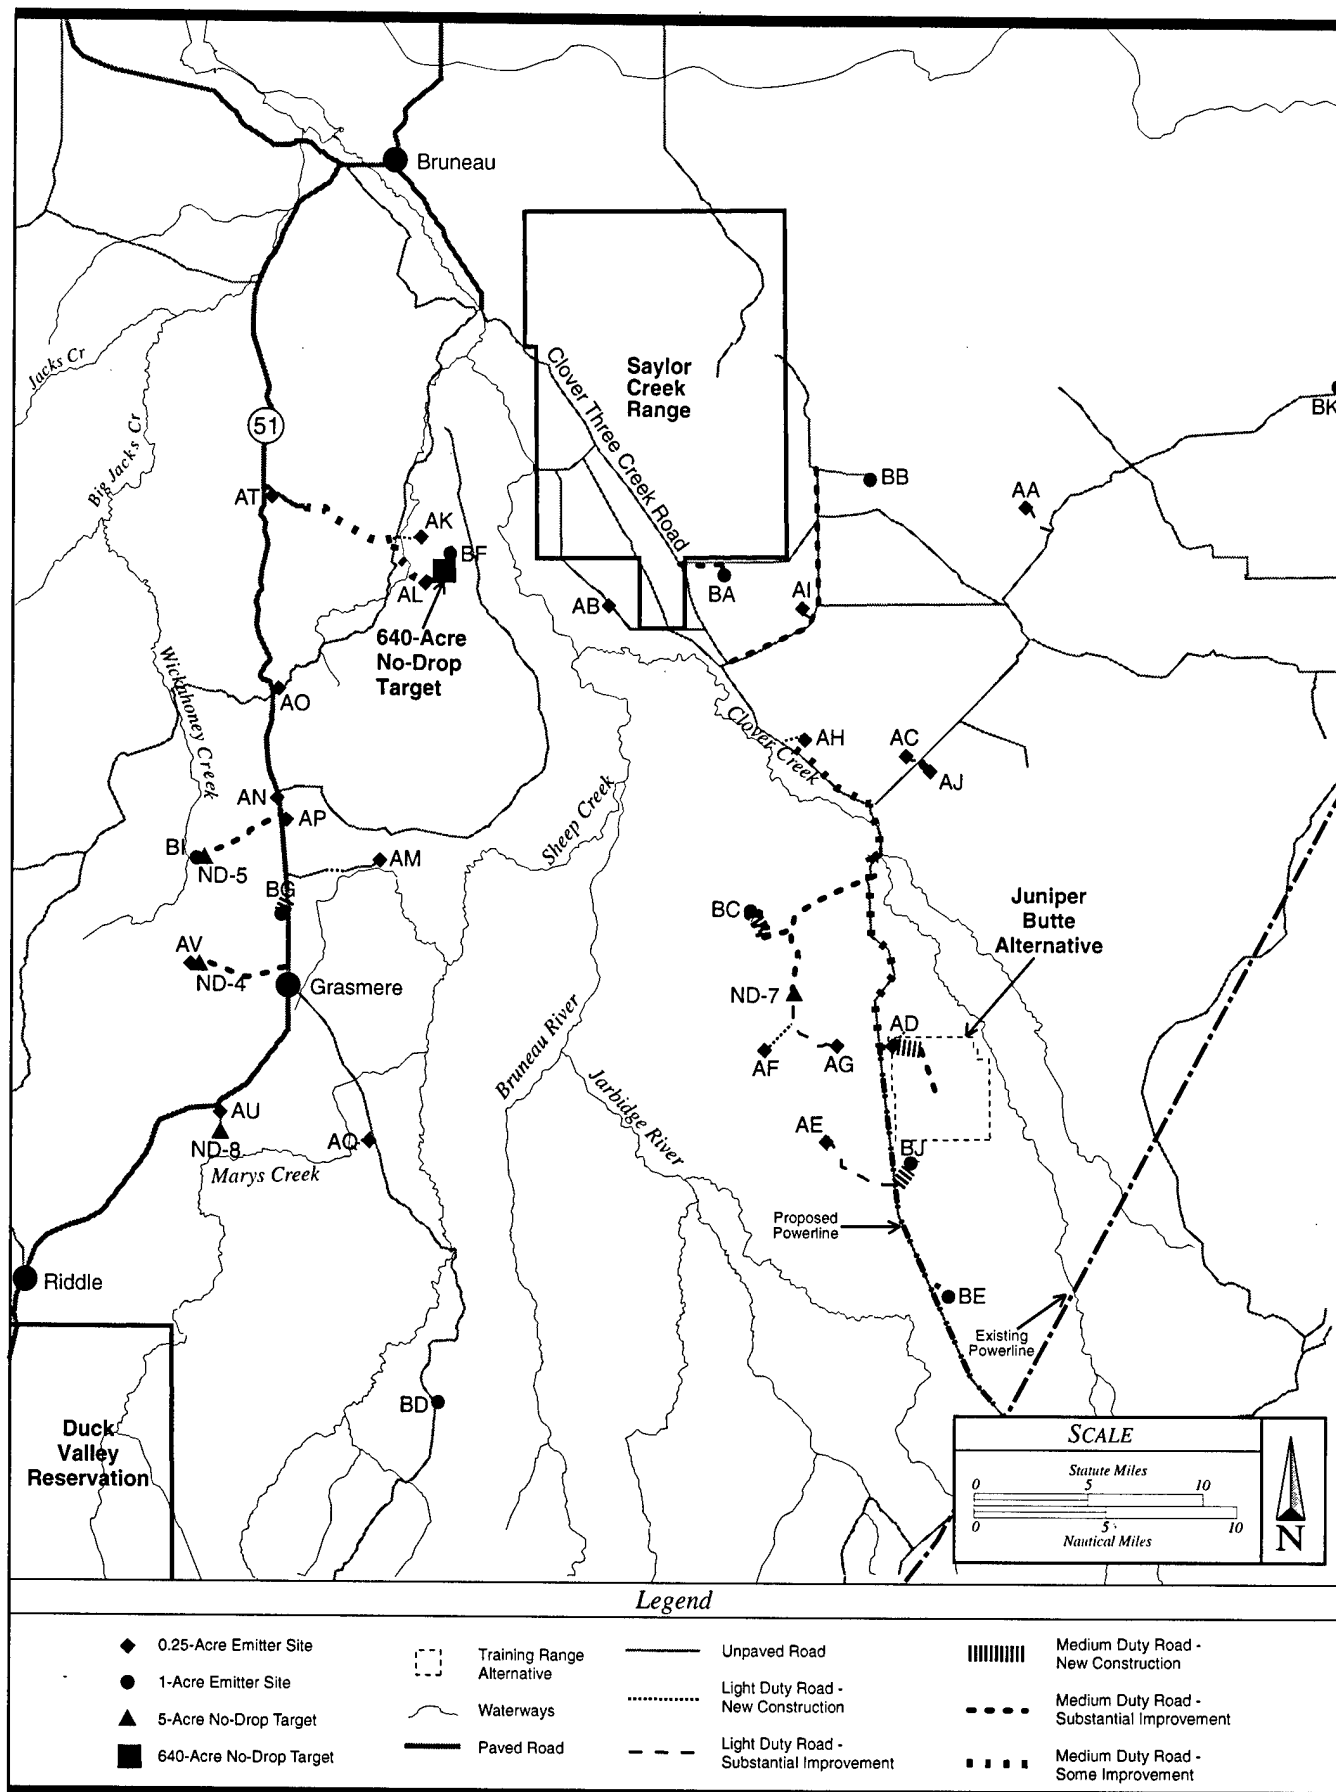 Bruneau
Saylor
Creek
Range
Clover Three Creek Road
Jacks Cr
Big Jacks Cr
51
BK
BB
AA
AT
AK
BF
AL
BA
AI
AB
640-Acre
No-Drop
Target
Wickahoney Creek
AO
Clover Creek
AH
AC
AJ
AN
AP
Sheep Creek
BI
ND-5
AM
BG
BC
Juniper
Butte
Alternative
AV
ND-4
Grasmere
ND-7
Bruneau River
AD
AF
AG
Jarbidge River
AU
ND-8
AQ
AE
BJ
Marys Creek
Proposed
Powerline
Riddle
BE
Existing
Powerline
BD
Duck
Valley
Reservation
SCALE
Statute Miles
0 5 10
0 5 10
Nautical Miles
N
Legend
0.25-Acre Emitter Site
1-Acre Emitter Site
5-Acre No-Drop Target
640-Acre No-Drop Target
Training Range
Alternative
Waterways
Paved Road
Unpaved Road
Light Duty Road -
New Construction
Light Duty Road -
Substantial Improvement
Medium Duty Road -
New Construction
Medium Duty Road -
Substantial Improvement
Medium Duty Road -
Some Improvement